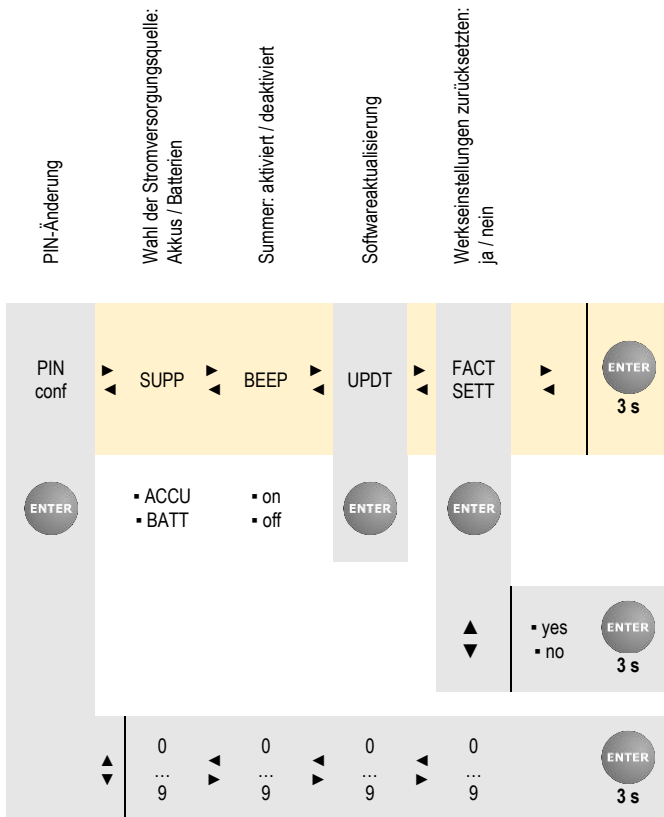 PIN-Änderung
Wahl der Stromversorgungsquelle:
Akkus / Batterien
Summer: aktiviert / deaktiviert
Softwareaktualisierung
Werkseinstellungen zurücksetzten:
ja / nein
PIN
conf
SUPP
BEEP
UPDT
FACT
SETT
ENTER
3 s
ENTER
▪ ACCU
▪ BATT
▪ on
▪ off
ENTER
ENTER
▪ yes
▪ no
ENTER
3 s
0
...
9
0
...
9
0
...
9
0
...
9
ENTER
3 s